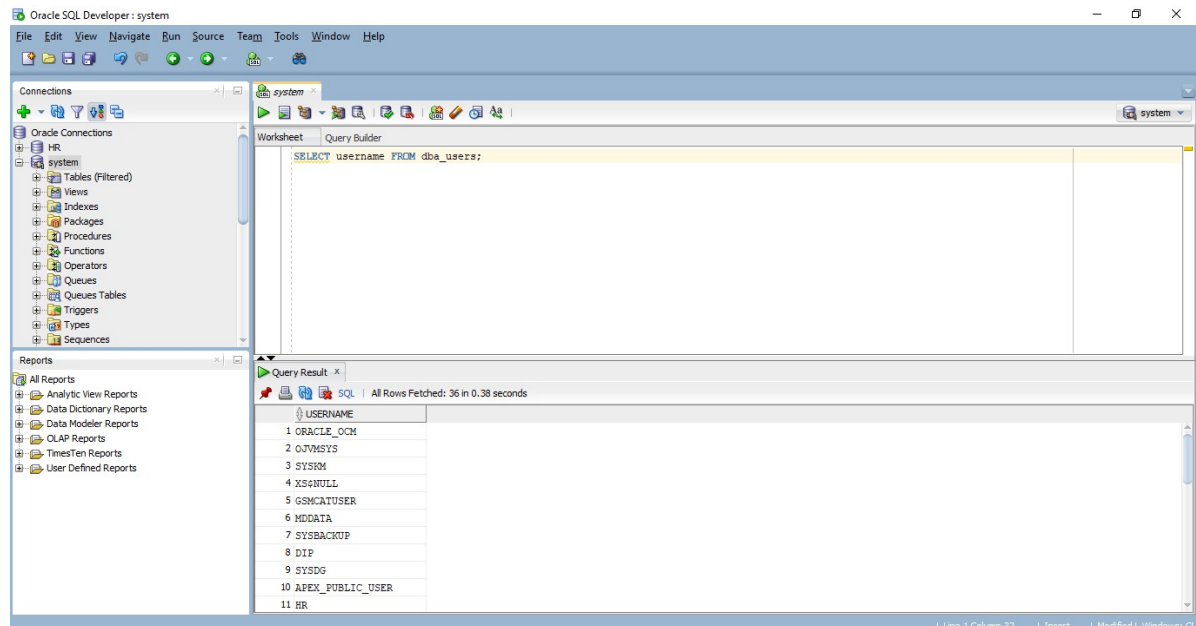 Oracle SQL Developer : system
File Edit View Navigate Run Source Team Tools Window Help
Connections
Oracle Connections
HR
system
Tables (Filtered)
Views
Indexes
Packages
Procedures
Functions
Operators
Queues
Queues Tables
Triggers
Types
Sequences
Reports
All Reports
Analytic View Reports
Data Dictionary Reports
Data Modeler Reports
OLAP Reports
TimesTen Reports
User Defined Reports
system
system
Worksheet Query Builder
SELECT username FROM dba_users;
Query Result
SQL | All Rows Fetched: 36 in 0.38 seconds
USERNAME
1 ORACLE_OCM
2 OJVMSYS
3 SYSKM
4 XS$NULL
5 GSMCATUSER
6 MDDATA
7 SYSBACKUP
8 DIP
9 SYSDG
10 APEX_PUBLIC_USER
11 HR